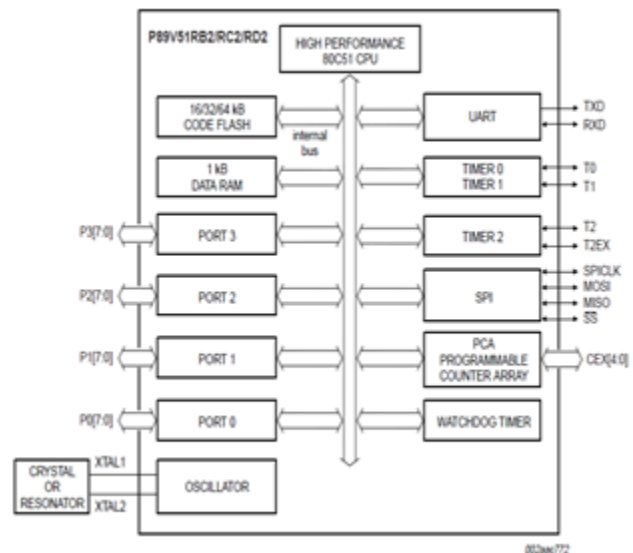 P89V51RB2/RC2/RD2
HIGH PERFORMANCE
80C51 CPU
16/32/64 kB
CODE FLASH
internal
bus
UART
TXD
RXD
1 kB
DATA RAM
TIMER 0
TIMER 1
T0
T1
P3[7:0]
PORT 3
TIMER 2
T2
T2EX
P2[7:0]
PORT 2
SPI
SPICLK
MOSI
MISO
SS
P1[7:0]
PORT 1
PCA
PROGRAMMABLE
COUNTER ARRAY
CEX[4:0]
P0[7:0]
PORT 0
WATCHDOG TIMER
CRYSTAL
OR
RESONATOR
XTAL1
XTAL2
OSCILLATOR
002aac772